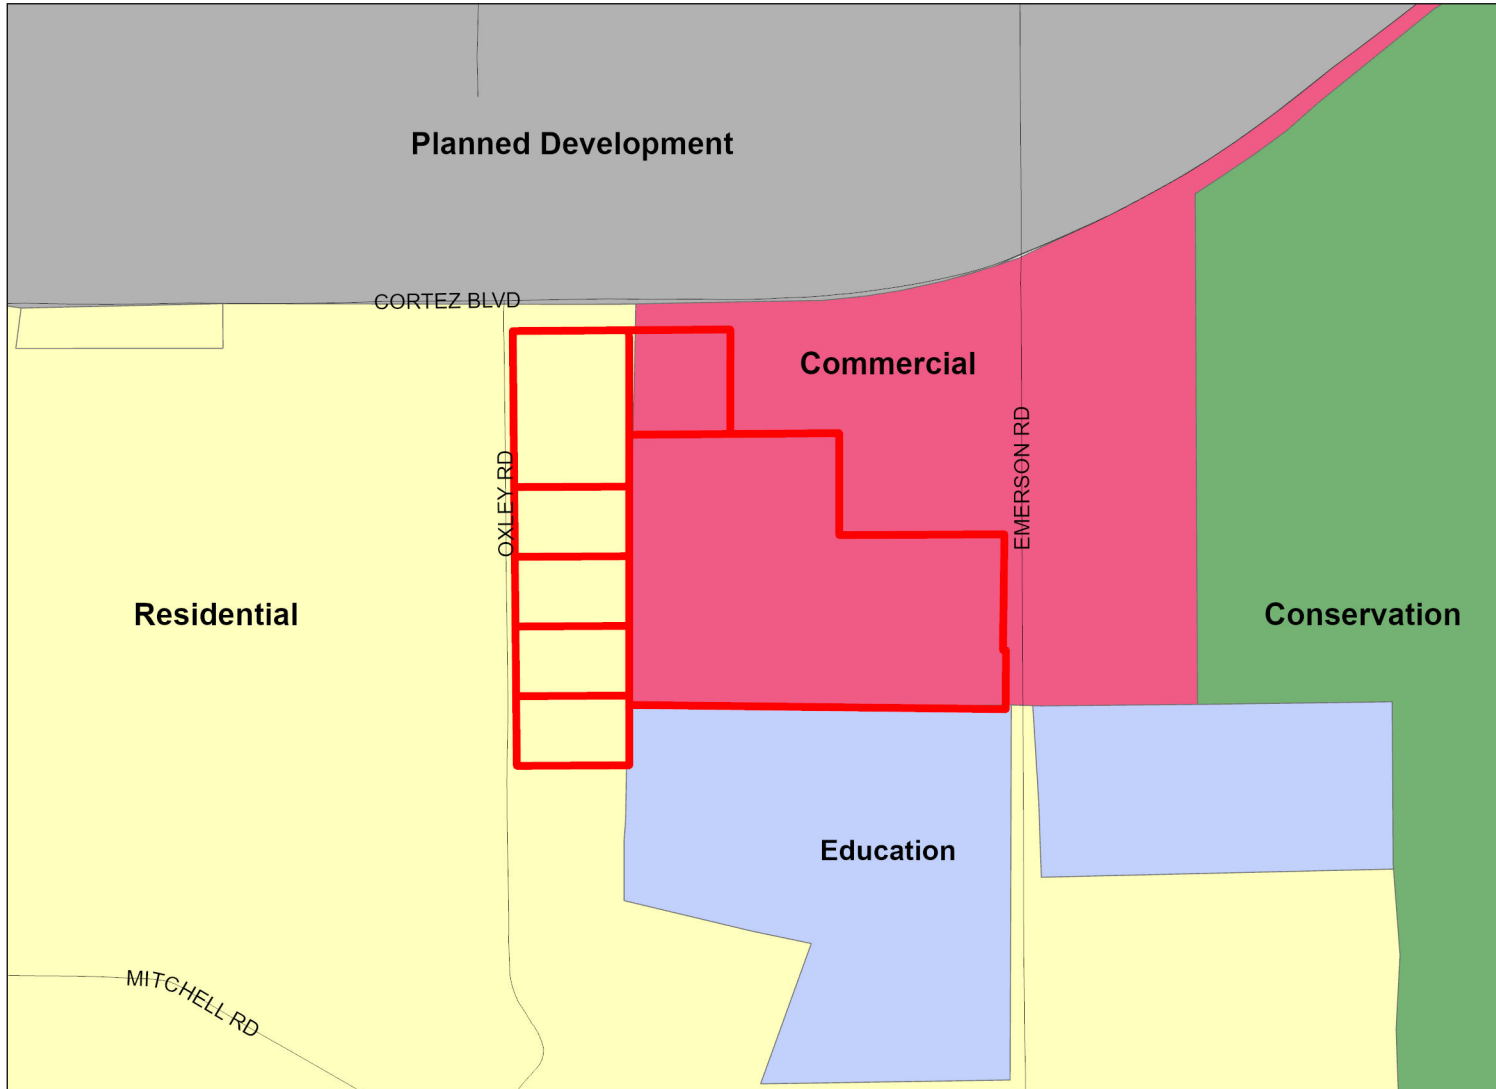 Planned Development
CORTEZ BLVD
Commercial
EMERSON RD
OXLEY RD
Residential
Conservation
Education
MITCHELL RD